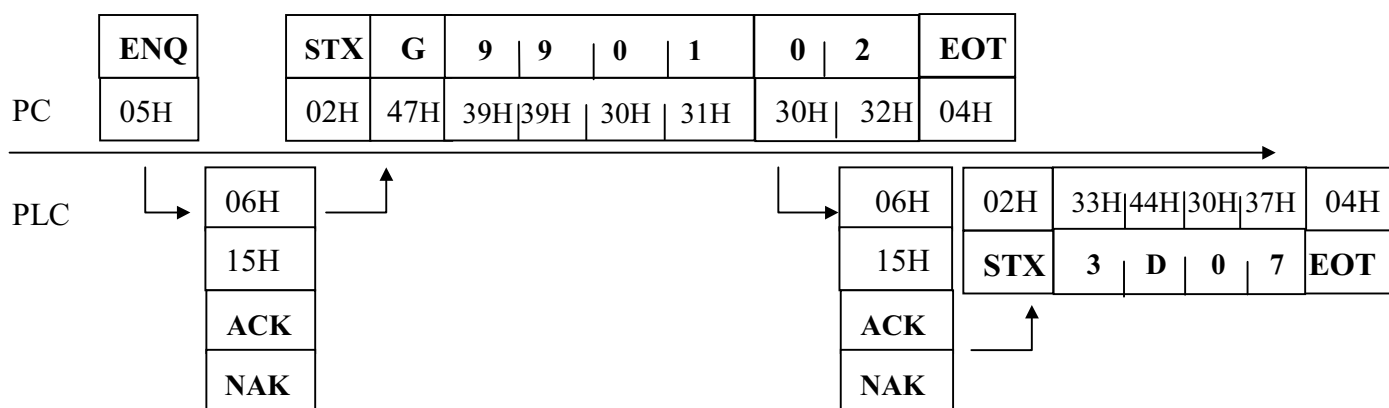 ENQ STX G 9 9 0 1 0 2 EOT
PC 05H 02H 47H 39H 39H 30H 31H 30H 32H 04H
PLC 06H 06H 02H 33H 44H 30H 37H 04H
15H 15H STX 3 D 0 7 EOT
ACK ACK
NAK NAK